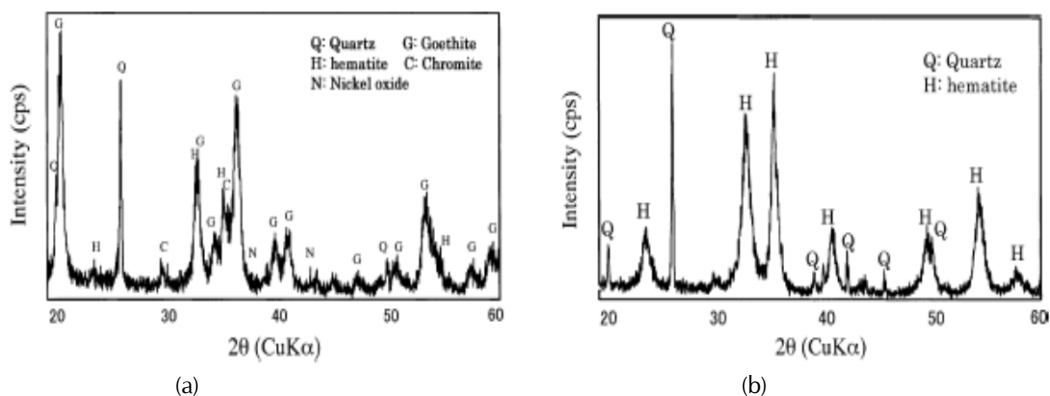 G
Q: Quartz G: Goethite
H: hematite C: Chromite
N: Nickel oxide
Q
G
H
G
H
C
Q
G
G
G
G
H
C
N
N
G
Q
G
H
G
G
Intensity (cps)
20 30 40 50 60
2θ (CuKα)
(a)
Q
H
Q: Quartz
H: hematite
H
H
H
H
H
Q
Q
Q
Q
Q
H
Intensity (cps)
20 30 40 50 60
2θ (CuKα)
(b)